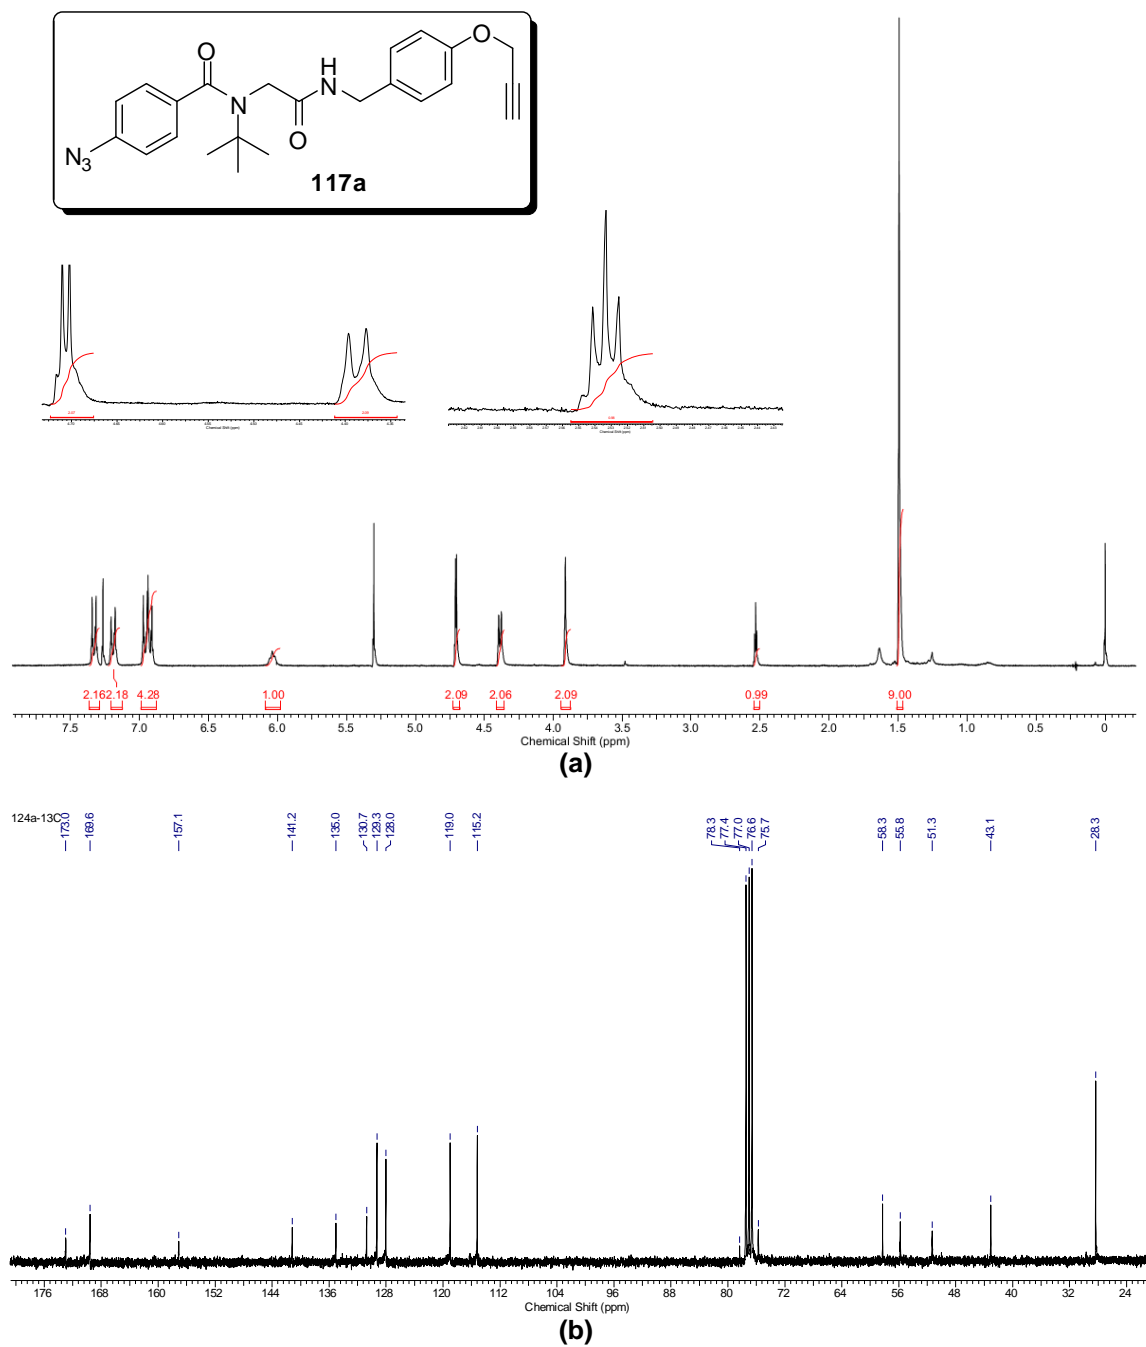 O
O
N
H
N
O
N3
117a
Chemical Shift (ppm)
Chemical Shift (ppm)
2.16 2.18 4.28 1.00 2.09 2.06 2.09 0.99 9.00
7.5 7.0 6.5 6.0 5.5 5.0 4.5 4.0 3.5 3.0 2.5 2.0 1.5 1.0 0.5 0
Chemical Shift (ppm)
(a)
124a-13C
173.0 169.6 157.1 141.2 135.0 130.7 129.3 128.0 119.0 115.2 78.3 77.4 77.0 76.6 75.7 58.3 55.8 51.3 43.1 28.3
176 168 160 152 144 136 128 120 112 104 96 88 80 72 64 56 48 40 32 24
Chemical Shift (ppm)
(b)